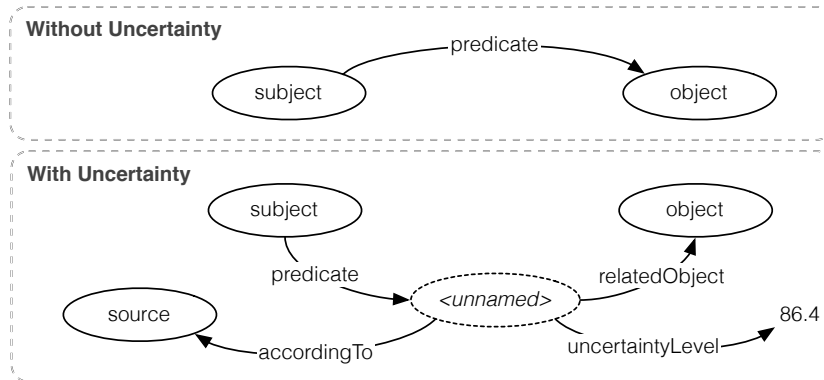 Without Uncertainty
predicate
subject
object
With Uncertainty
subject
object
predicate
relatedObject
<unnamed>
source
86.4
accordingTo
uncertaintyLevel